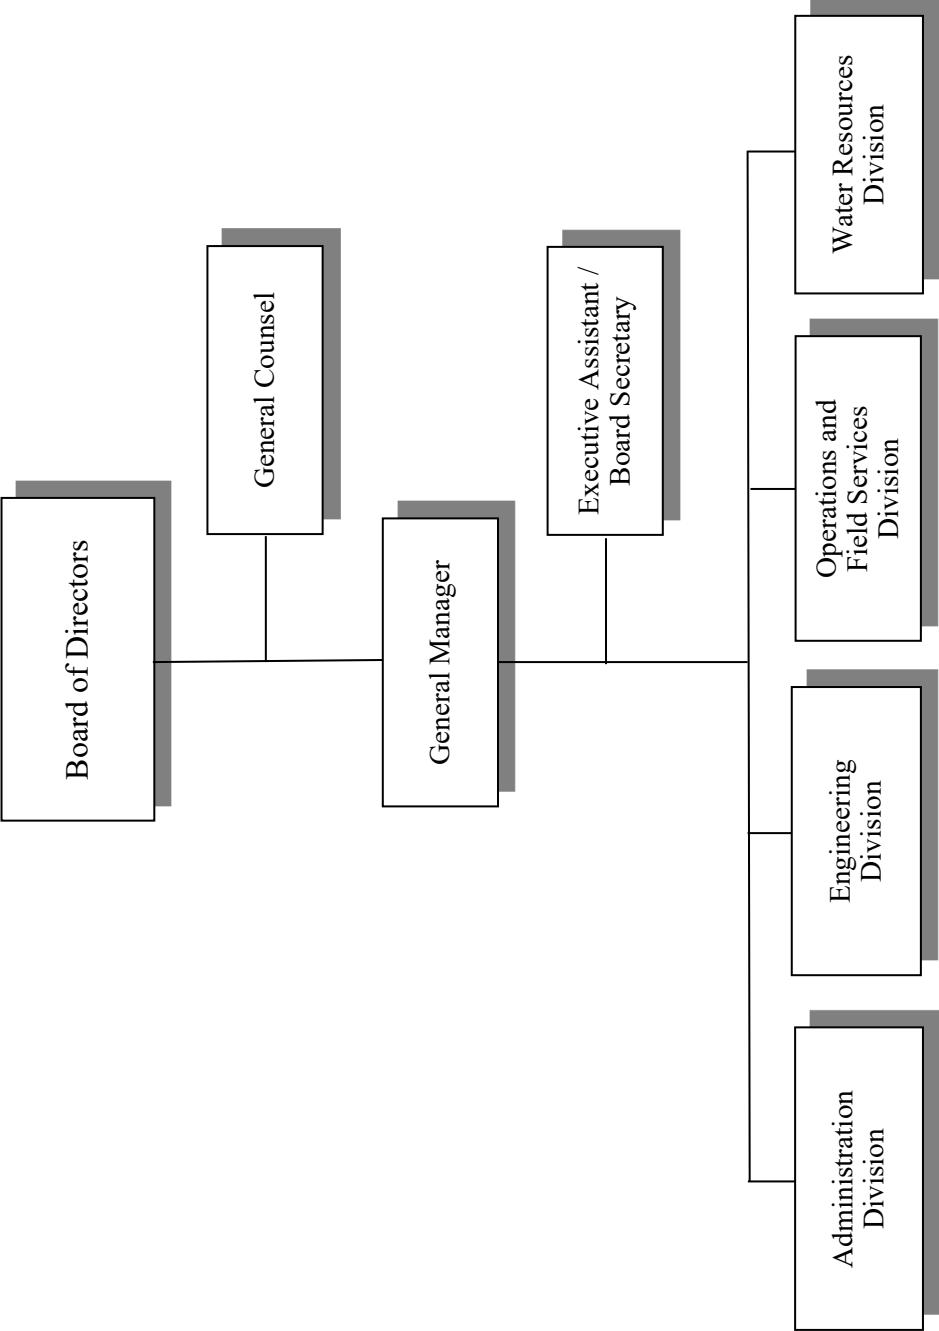 Board of Directors
General Counsel
General Manager
Executive Assistant /
Board Secretary
Administration
Division
Engineering
Division
Operations and
Field Services
Division
Water Resources
Division